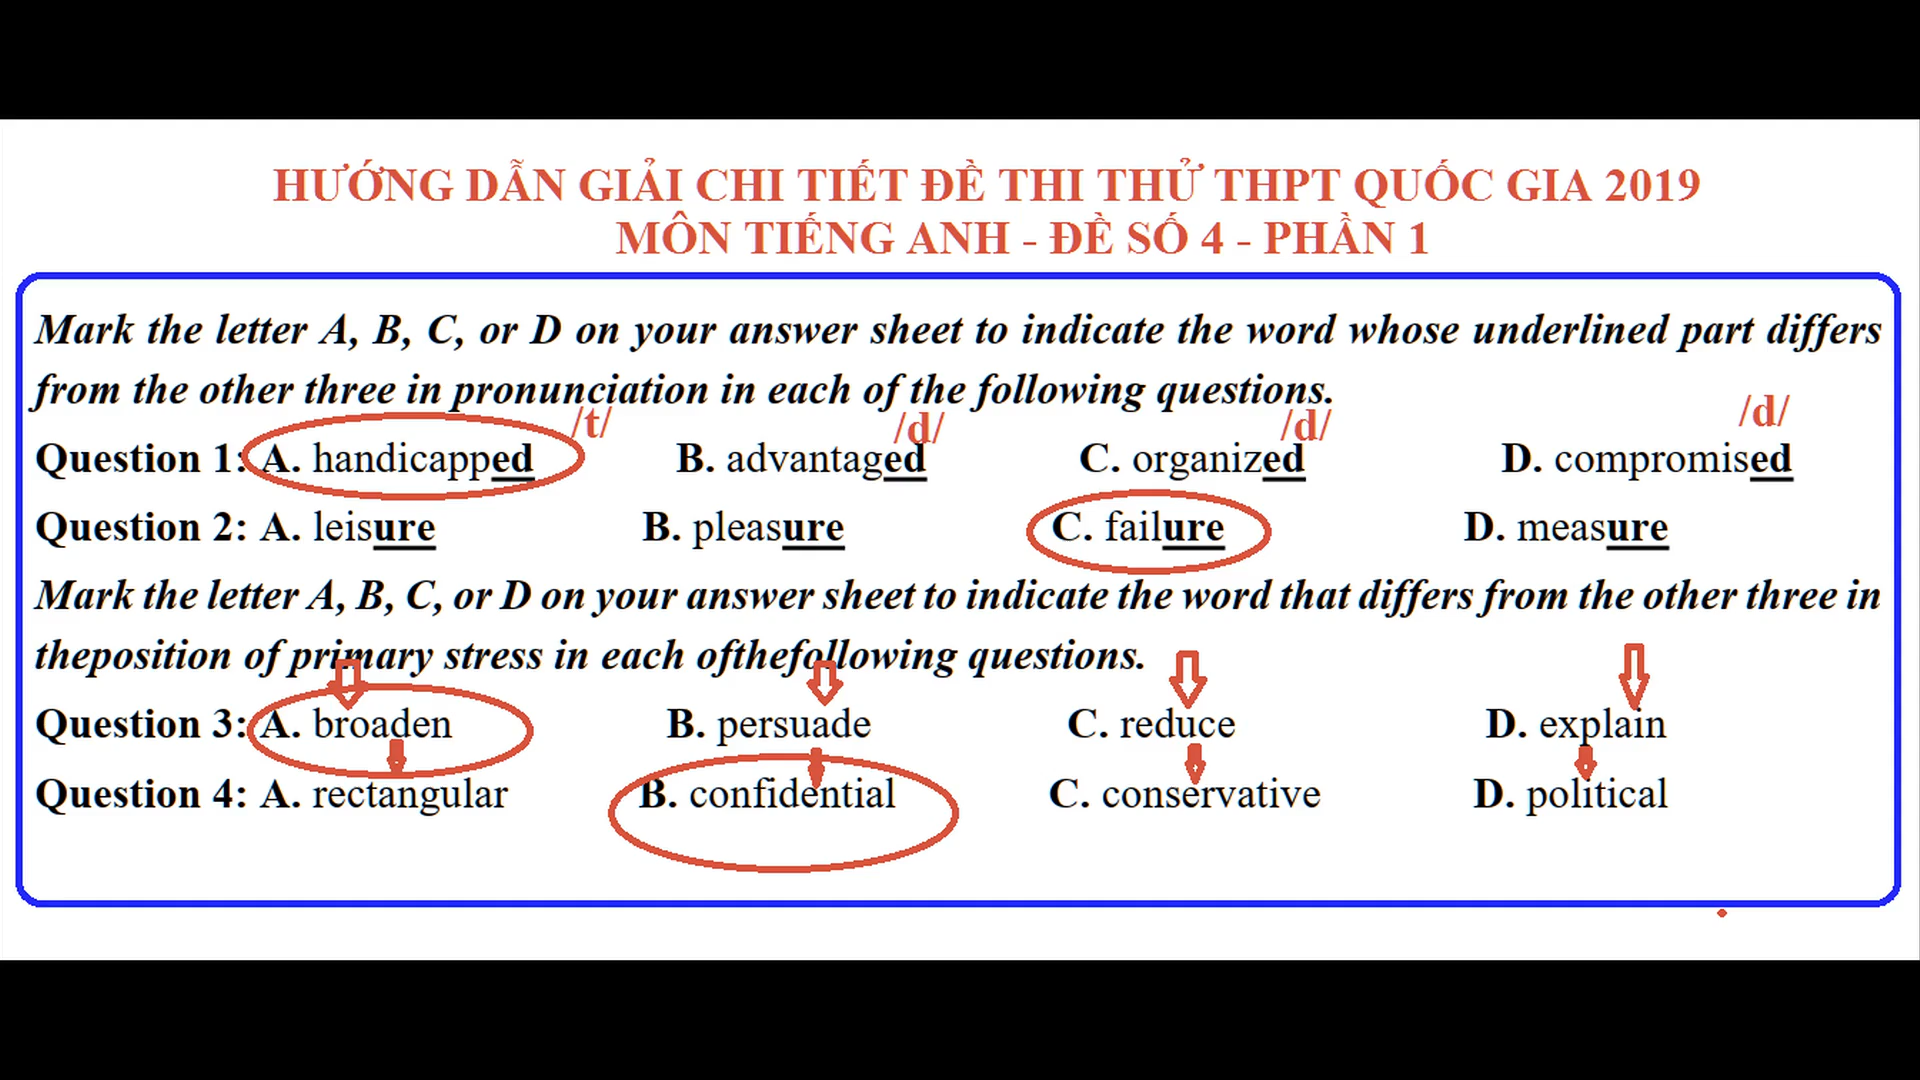 HƯỚNG DẪN GIẢI CHI TIẾT ĐỀ THI THỬ THPT QUỐC GIA 2019
MÔN TIẾNG ANH - ĐỀ SỐ 4 - PHẦN 1
Mark the letter A, B, C, or D on your answer sheet to indicate the word whose underlined part differs
from the other three in pronunciation in each of the following questions.
/t/ /d/ /d/ /d/
Question 1: A. handicapped B. advantaged C. organized D. compromised
Question 2: A. leisure B. pleasure C. failure D. measure
Mark the letter A, B, C, or D on your answer sheet to indicate the word that differs from the other three in
theposition of primary stress in each ofthefollowing questions.
Question 3: A. broaden B. persuade C. reduce D. explain
Question 4: A. rectangular B. confidential C. conservative D. political